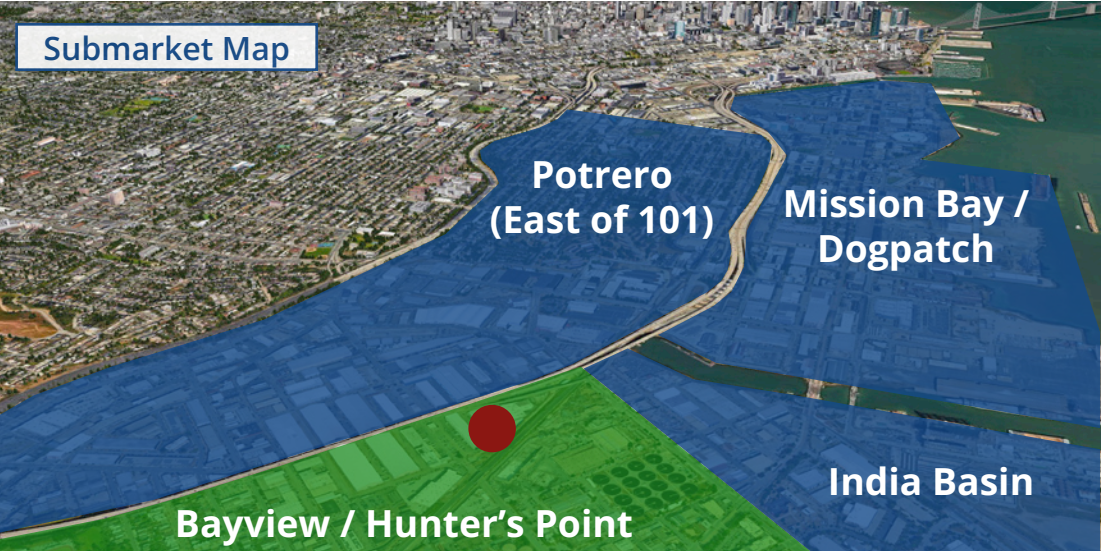 Submarket Map
Potrero
(East of 101)
Mission Bay /
Dogpatch
India Basin
Bayview / Hunter’s Point